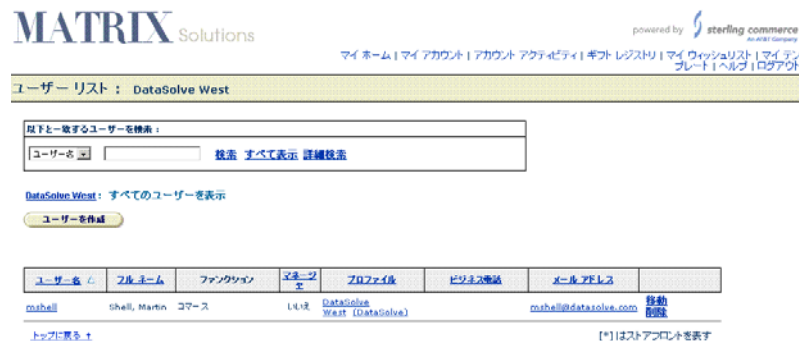 MATRIX Solutions
powered by sterling commerce
An AT&T Company
マイ ホーム | マイ アカウント | アカウント アクティビティ | ギフト レジストリ | マイ ウィッシュリスト | マイ テン
プレート | ヘルプ | ログアウト
ユーザー リスト : DataSolve West
以下と一致するユーザーを検索:
ユーザー名 検索 すべて表示 詳細検索
DataSolve West: すべてのユーザーを表示
ユーザーを作成
ユーザー名 フル ネーム ファンクション マネージャ プロファイル ビジネス電話 メール アドレス
mshell Shell, Martin コマース いいえ DataSolve West (DataSolve) mshell@datasolve.com 移動 削除
トップに戻る ↑ [*]はストアフロントを表す